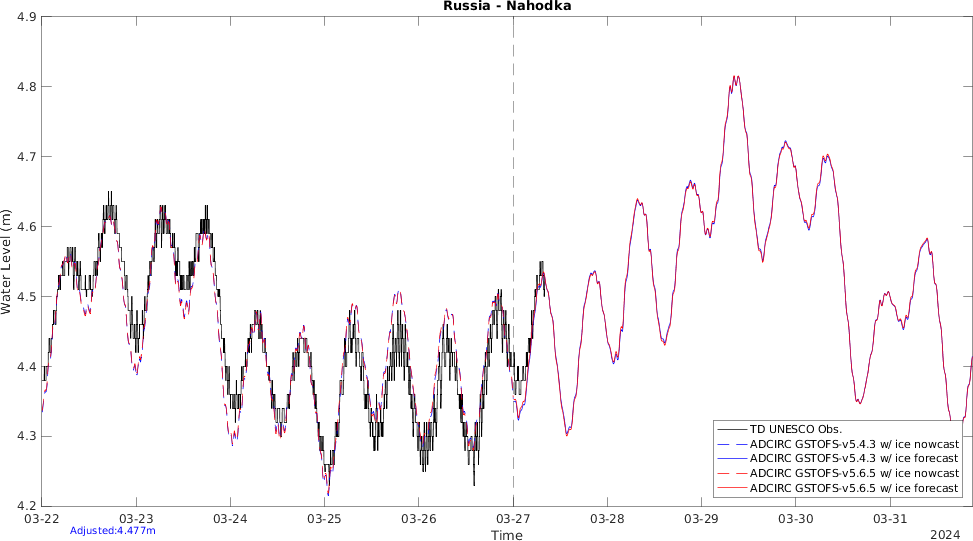 Russia - Nahodka
4.9
4.8
4.7
4.6
4.5
4.4
4.3
4.2
Water Level (m)
03-22
03-23
03-24
03-25
03-26
03-27
03-28
03-29
03-30
03-31
Adjusted:4.477m
Time
2024
TD UNESCO Obs.
ADCIRC GSTOFS-v5.4.3 w/ ice nowcast
ADCIRC GSTOFS-v5.4.3 w/ ice forecast
ADCIRC GSTOFS-v5.6.5 w/ ice nowcast
ADCIRC GSTOFS-v5.6.5 w/ ice forecast